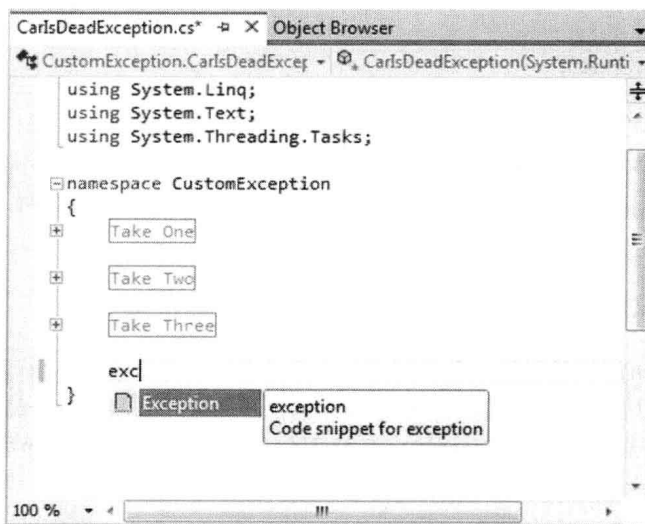 CarIsDeadException.cs* Object Browser
CustomException.CarIsDeadExcep CarIsDeadException(System.Runti
using System.Linq;
using System.Text;
using System.Threading.Tasks;
namespace CustomException
{
Take One
Take Two
Take Three
exc
}
Exception
exception
Code snippet for exception
100 %